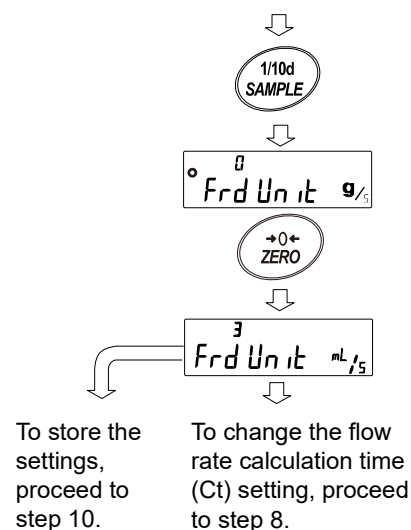 1/10d
SAMPLE
0
Frd Unit g/s
→0←
ZERO
3
Frd Unit mL/s
To store the
settings,
proceed to
step 10.
To change the flow
rate calculation time
(Ct) setting, proceed
to step 8.